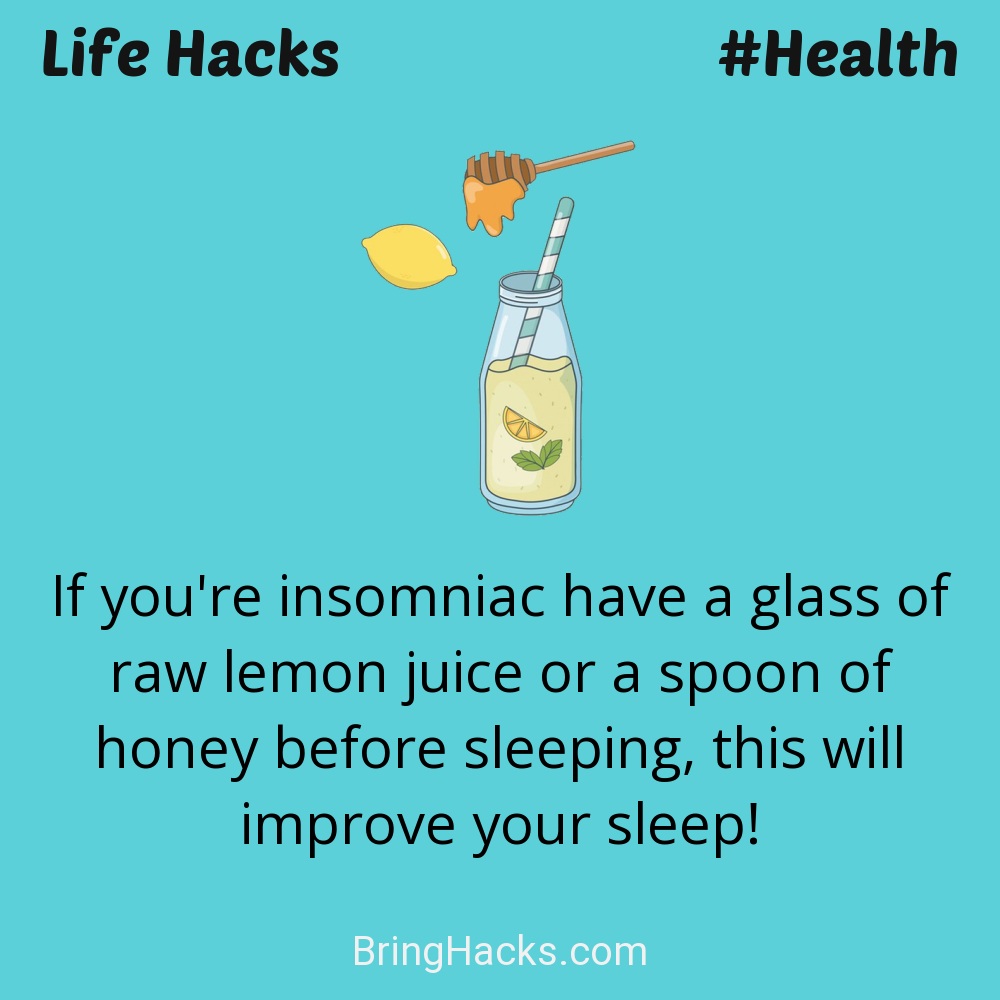 Life Hacks
#Health
If you're insomniac have a glass of
raw lemon juice or a spoon of
honey before sleeping, this will
improve your sleep!
BringHacks.com